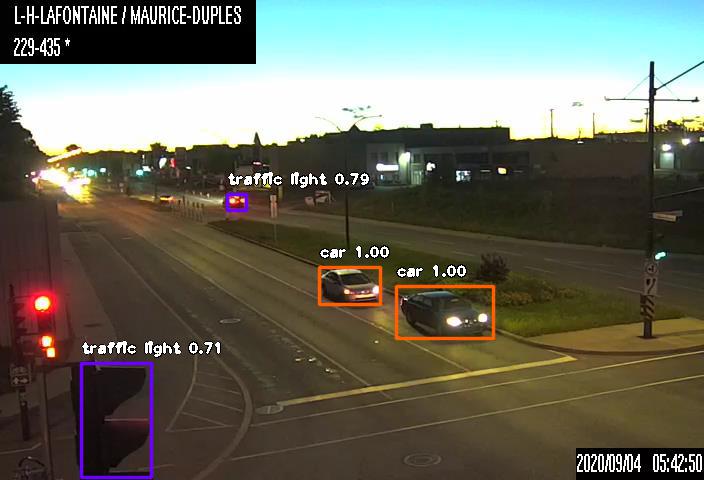 L-H-LAFONTAINE / MAURICE-DUPLES
229-435 *
traffic light 0.79
car 1.00
car 1.00
traffic light 0.71
2020/09/04 05:42:50